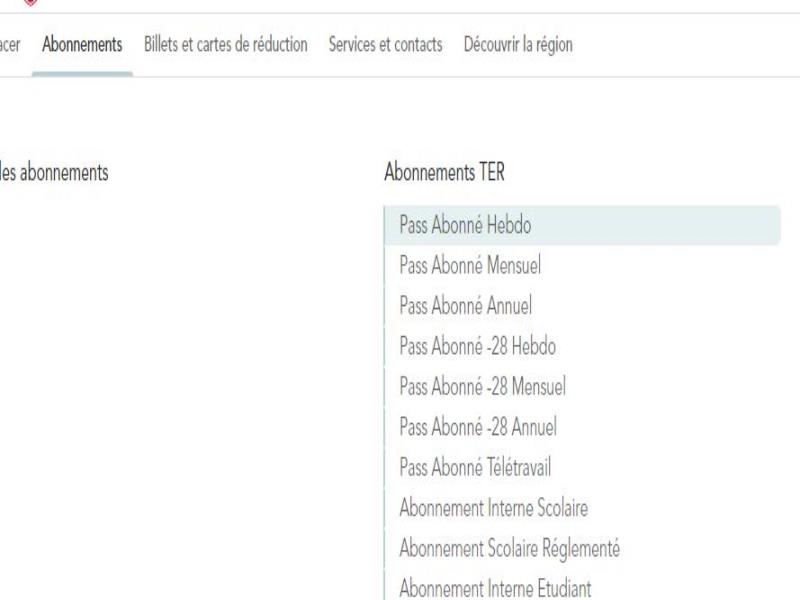 Abonnements Billets et cartes de réduction Services et contacts Découvrir la région
les abonnements
Abonnements TER
Pass Abonné Hebdo
Pass Abonné Mensuel
Pass Abonné Annuel
Pass Abonné -28 Hebdo
Pass Abonné -28 Mensuel
Pass Abonné -28 Annuel
Pass Abonné Télétravail
Abonnement Interne Scolaire
Abonnement Scolaire Réglementé
Abonnement Interne Etudiant